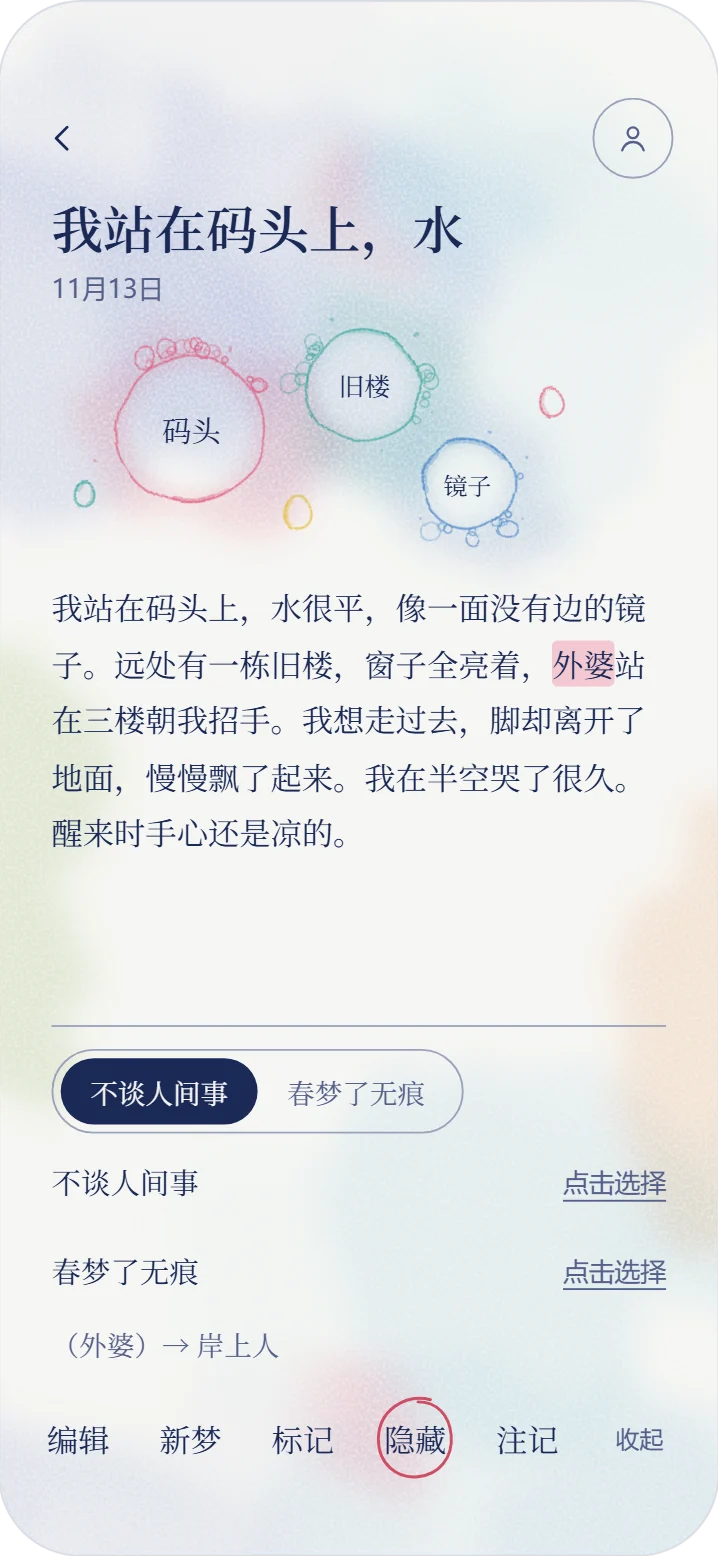 我站在码头上，水
11月13日
码头
旧楼
镜子
我站在码头上，水很平，像一面没有边的镜
子。远处有一栋旧楼，窗子全亮着，外婆站
在三楼朝我招手。我想走过去，脚却离开了
地面，慢慢飘了起来。我在半空哭了很久。
醒来时手心还是凉的。
不谈人间事 春梦了无痕
不谈人间事 点击选择
春梦了无痕 点击选择
（外婆）→ 岸上人
编辑 新梦 标记 隐藏 注记 收起